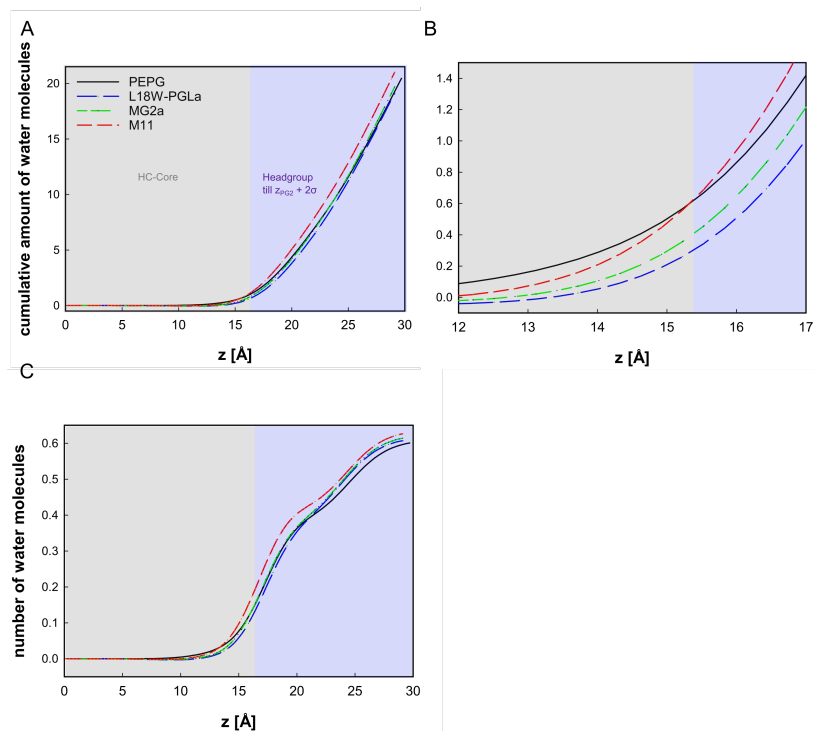 A
cumulative amount of water molecules
20
15
10
5
0
PEPG
L18W-PGLa
MG2a
M11
HC-Core
Headgroup
till zPG2 + 2σ
0 5 10 15 20 25 30
z [Å]
B
1.4
1.2
1.0
0.8
0.6
0.4
0.2
0.0
12 13 14 15 16 17
z [Å]
C
number of water molecules
0.6
0.5
0.4
0.3
0.2
0.1
0.0
0 5 10 15 20 25 30
z [Å]